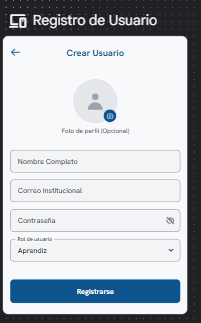 Registro de Usuario
Crear Usuario
Foto de perfil (Opcional)
Nombre Completo
Correo Institucional
Contraseña
Rol de usuario
Aprendiz
Registrarse